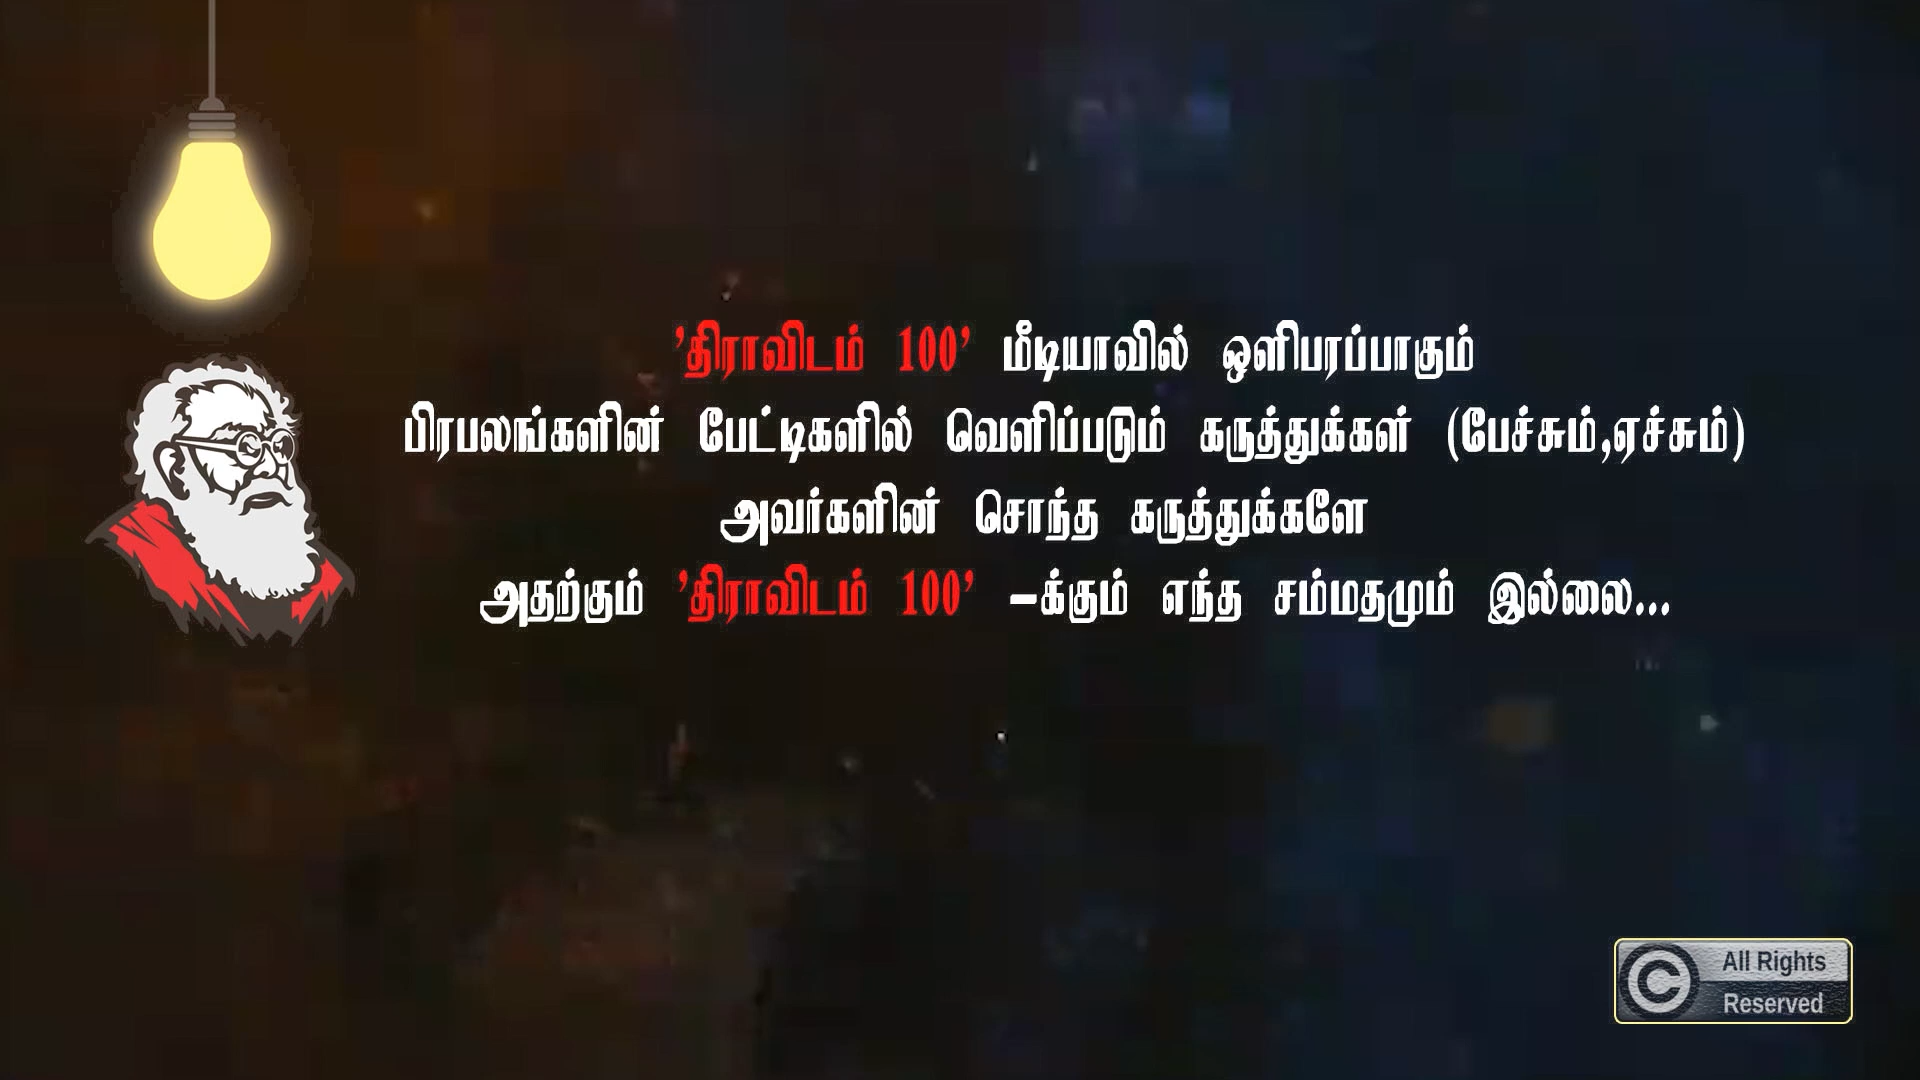 'திராவிடம் 100' மீடியாவில் ஒளிபரப்பாகும்
பிரபலங்களின் பேட்டிகளில் வெளிப்படும் கருத்துக்கள் (பேச்சும்,ஏச்சும்)
அவர்களின் சொந்த கருத்துக்களே
அதற்கும் 'திராவிடம் 100' -க்கும் எந்த சம்மதமும் இல்லை...
All Rights
Reserved